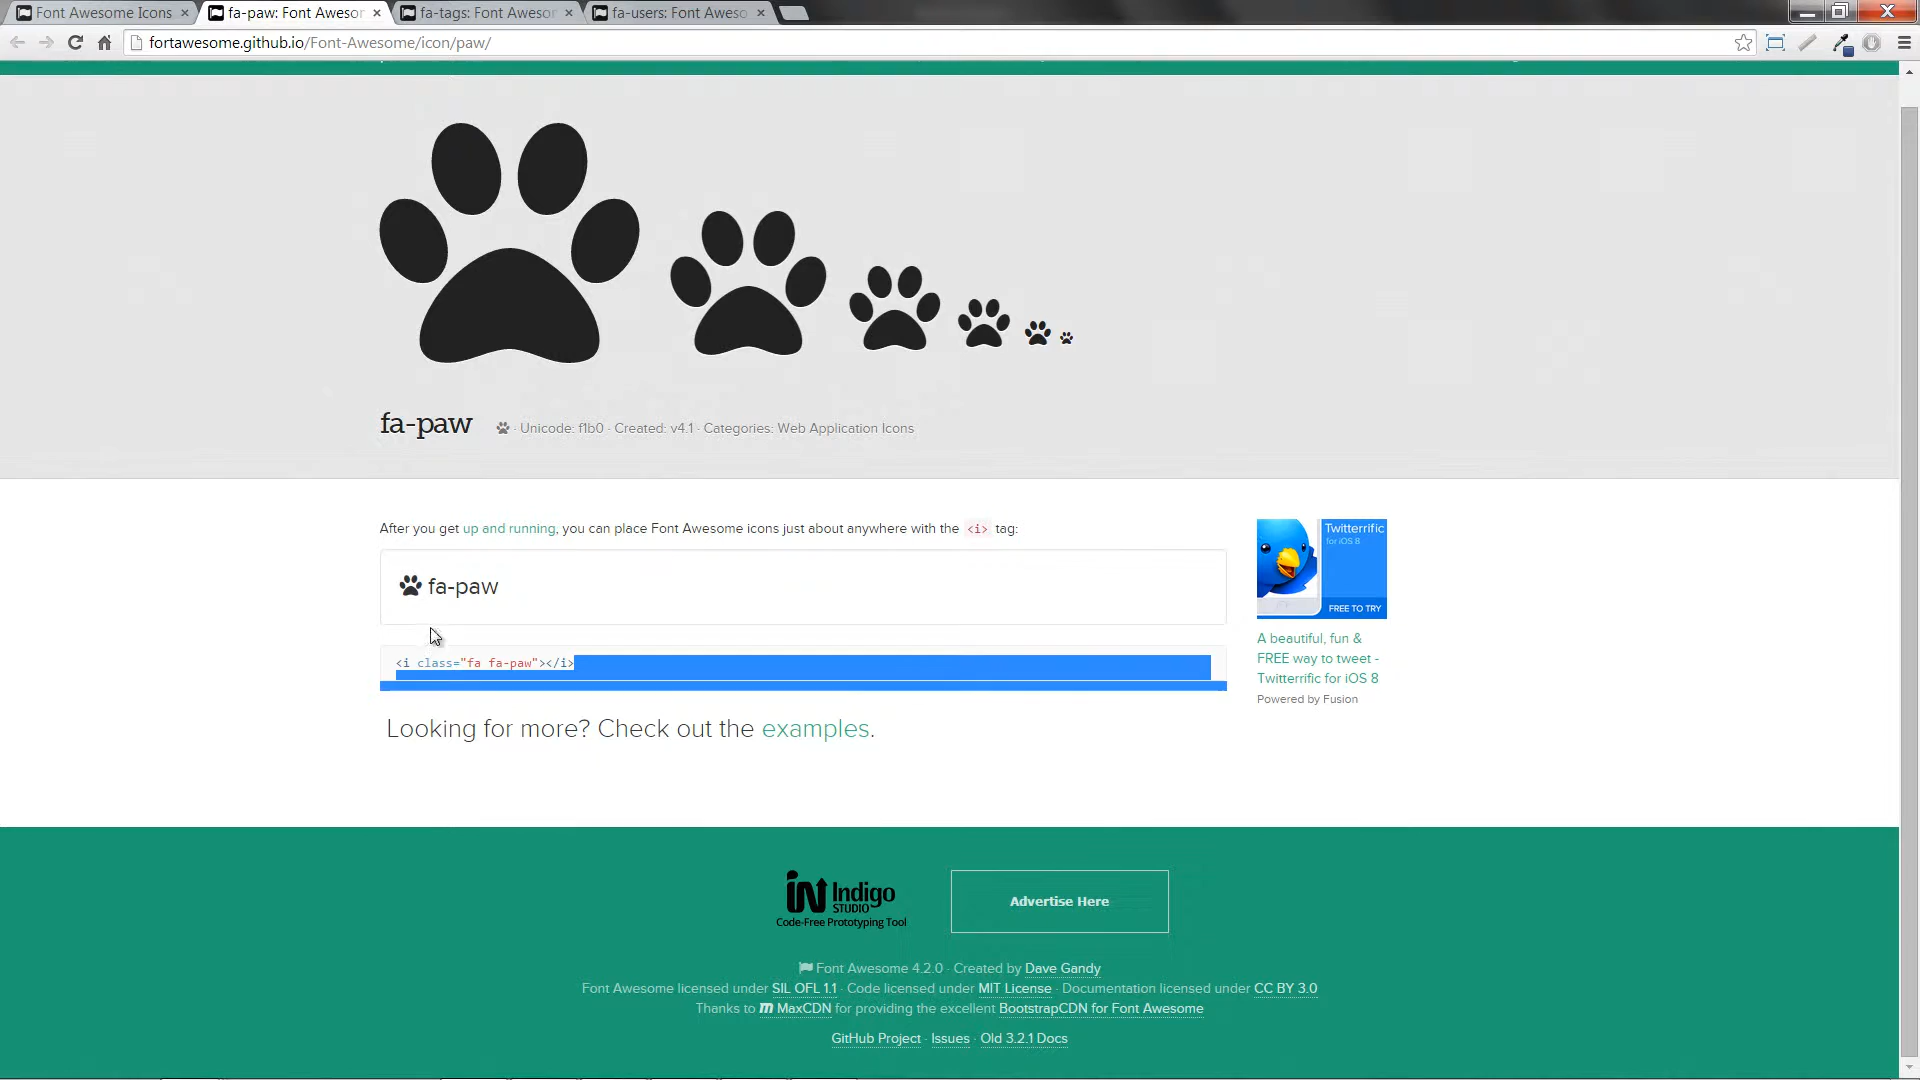 Font Awesome Icons
fa-paw: Font Awesor
fa-tags: Font Awesor
fa-users: Font Aweso
fortawesome.github.io/Font-Awesome/icon/paw/
fa-paw
· Unicode: f1b0 · Created: v4.1 · Categories: Web Application Icons
After you get up and running, you can place Font Awesome icons just about anywhere with the <i> tag:
fa-paw
<i class="fa fa-paw"></i>
Looking for more? Check out the examples.
Twitterrific
for iOS 8
FREE TO TRY
A beautiful, fun &
FREE way to tweet -
Twitterrific for iOS 8
Powered by Fusion
Indigo
STUDIO
Code-Free Prototyping Tool
Advertise Here
Font Awesome 4.2.0 · Created by Dave Gandy
Font Awesome licensed under SIL OFL 1.1 · Code licensed under MIT License · Documentation licensed under CC BY 3.0
Thanks to MaxCDN for providing the excellent BootstrapCDN for Font Awesome
GitHub Project · Issues · Old 3.2.1 Docs